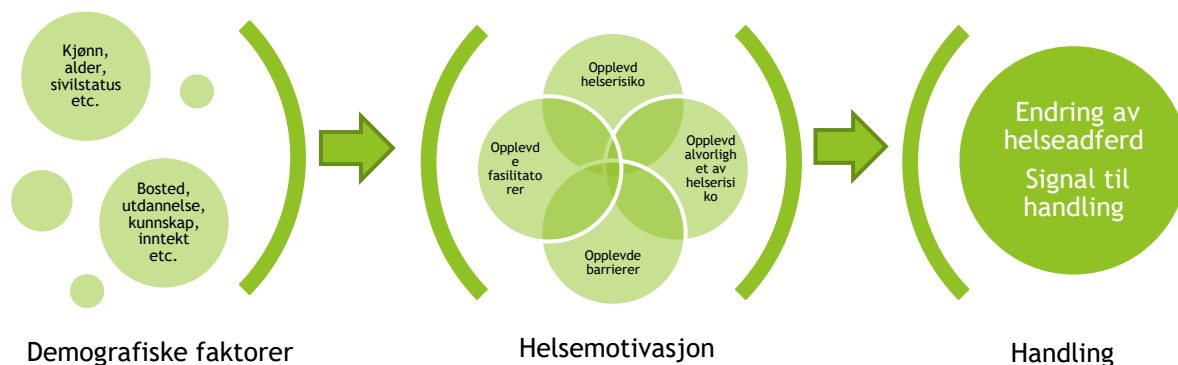 Kjønn,
alder,
sivilstatus
etc.
Bosted,
utdannelse,
kunnskap,
inntekt
etc.
Demografiske faktorer
Opplevd
helserisiko
Opplevd
e
fasilitato
rer
Opplevd
alvorligh
et av
helserisi
ko
Opplevde
barrierer
Helsemotivasjon
Endring av
helseadferd
Signal til
handling
Handling